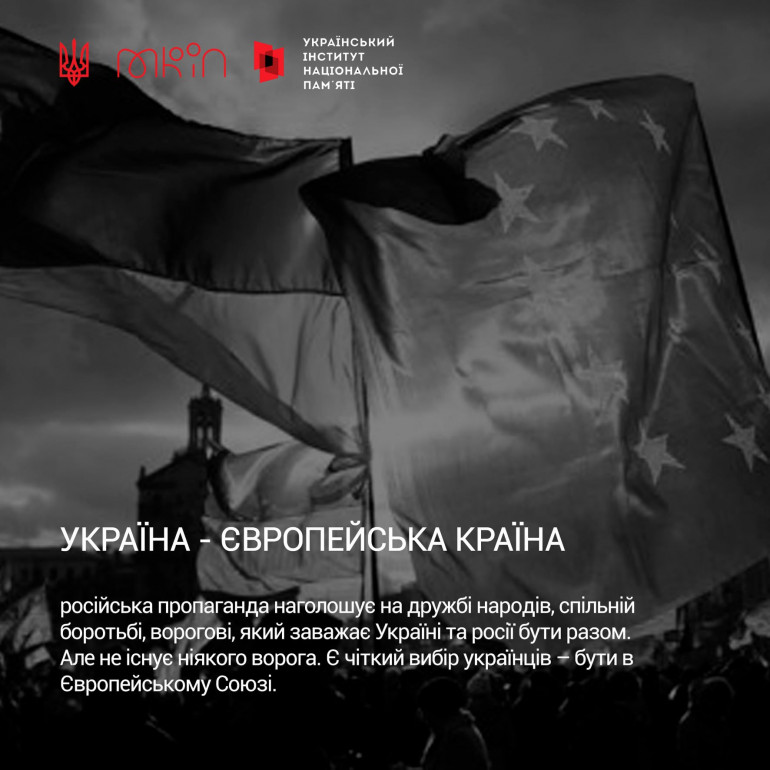 мкіп
УКРАЇНСЬКИЙ
ІНСТИТУТ
НАЦІОНАЛЬНОЇ
ПАМ'ЯТІ
УКРАЇНА - ЄВРОПЕЙСЬКА КРАЇНА
російська пропаганда наголошує на дружбі народів, спільній
боротьбі, ворогові, який заважає Україні та росії бути разом.
Але не існує ніякого ворога. Є чіткий вибір українців – бути в
Європейському Союзі.